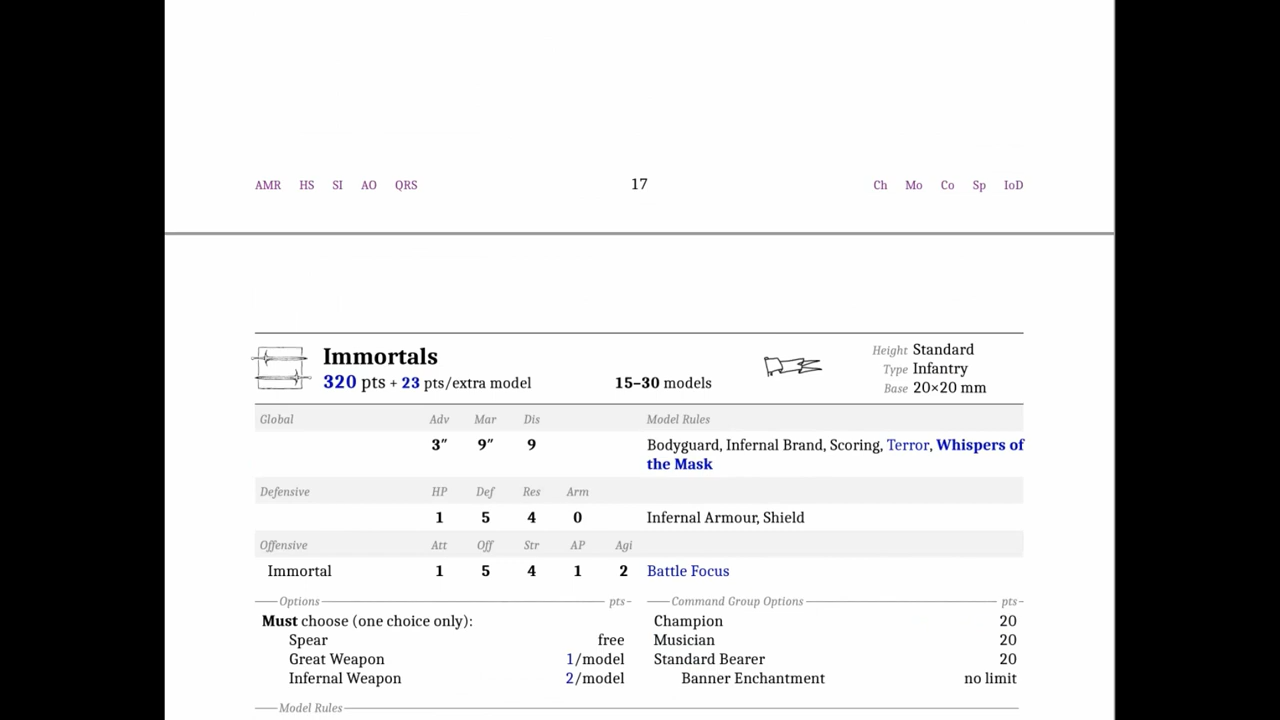 AMR HS SI AO QRS 17 Ch Mo Co Sp IoD
Immortals
320 pts + 23 pts/extra model 15–30 models
Height Standard
Type Infantry
Base 20×20 mm
Global Adv Mar Dis Model Rules
3″ 9″ 9 Bodyguard, Infernal Brand, Scoring, Terror, Whispers of
the Mask
Defensive HP Def Res Arm
1 5 4 0 Infernal Armour, Shield
Offensive Att Off Str AP Agi
Immortal 1 5 4 1 2 Battle Focus
Options pts
Must choose (one choice only):
Spear free
Great Weapon 1/model
Infernal Weapon 2/model
Command Group Options pts
Champion 20
Musician 20
Standard Bearer 20
Banner Enchantment no limit
Model Rules